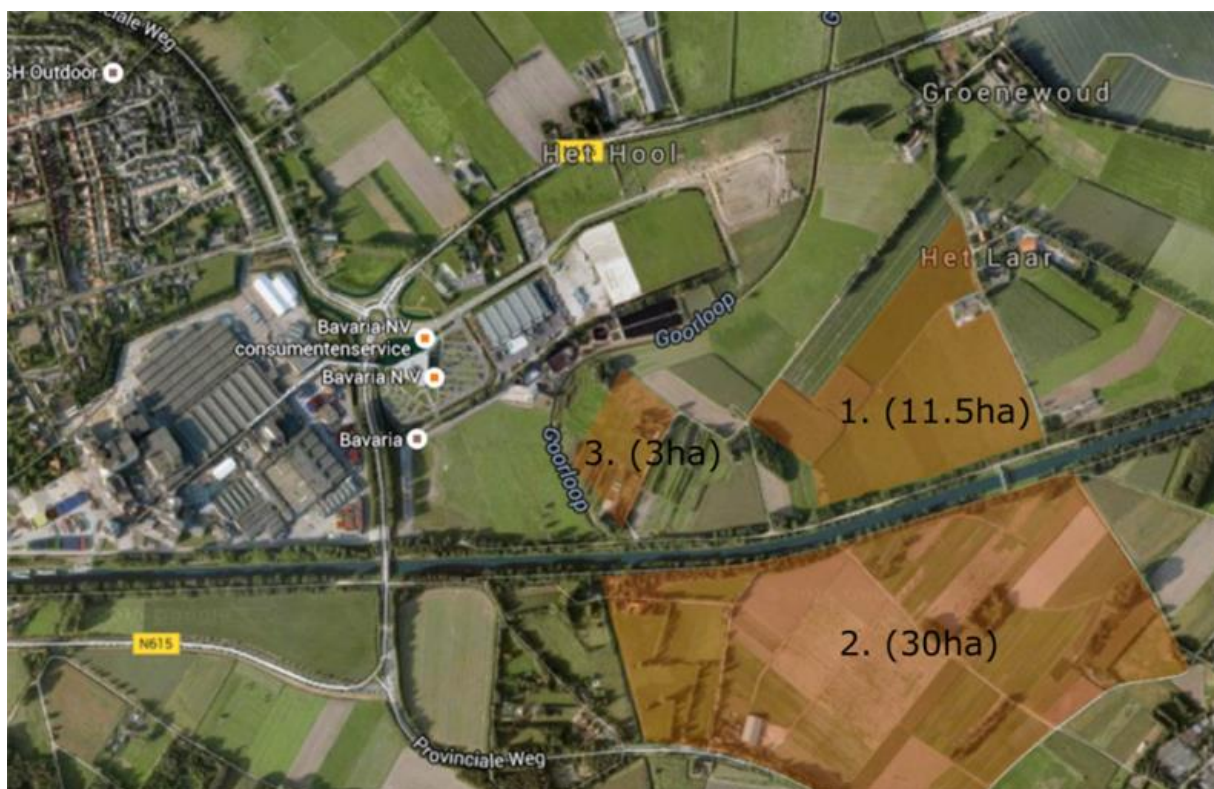 nciale Weg
SH Outdoor
G
Groenewoud
Het Hool
Het Laar
Goorloop
Bavaria NV
consumentenservice
Bavaria N.V.
Bavaria
Goorloop
1. (11.5ha)
3. (3ha)
2. (30ha)
N615
Provinciale Weg